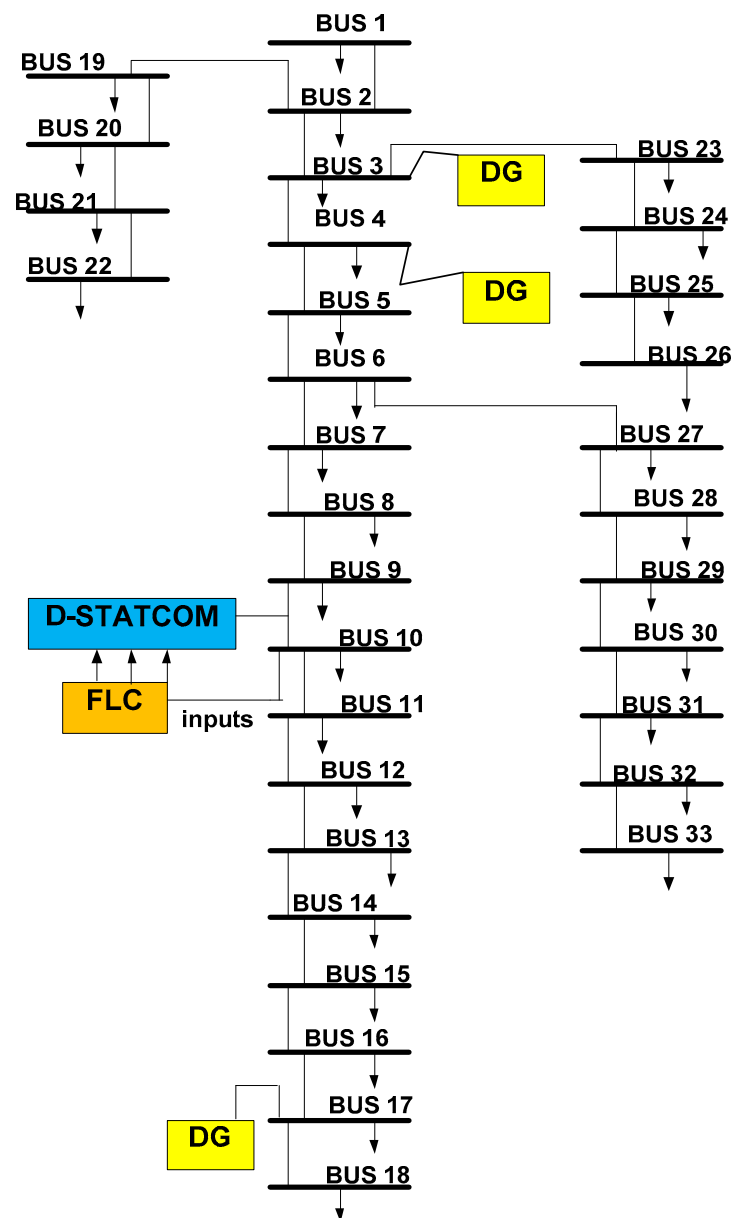 BUS 1
BUS 19
BUS 2
BUS 20
BUS 3
DG
BUS 23
BUS 21
BUS 4
BUS 24
BUS 22
BUS 5
DG
BUS 25
BUS 6
BUS 26
BUS 7
BUS 27
BUS 8
BUS 28
BUS 9
BUS 29
D-STATCOM
BUS 10
BUS 30
FLC
inputs
BUS 11
BUS 31
BUS 12
BUS 32
BUS 13
BUS 33
BUS 14
BUS 15
BUS 16
BUS 17
DG
BUS 18